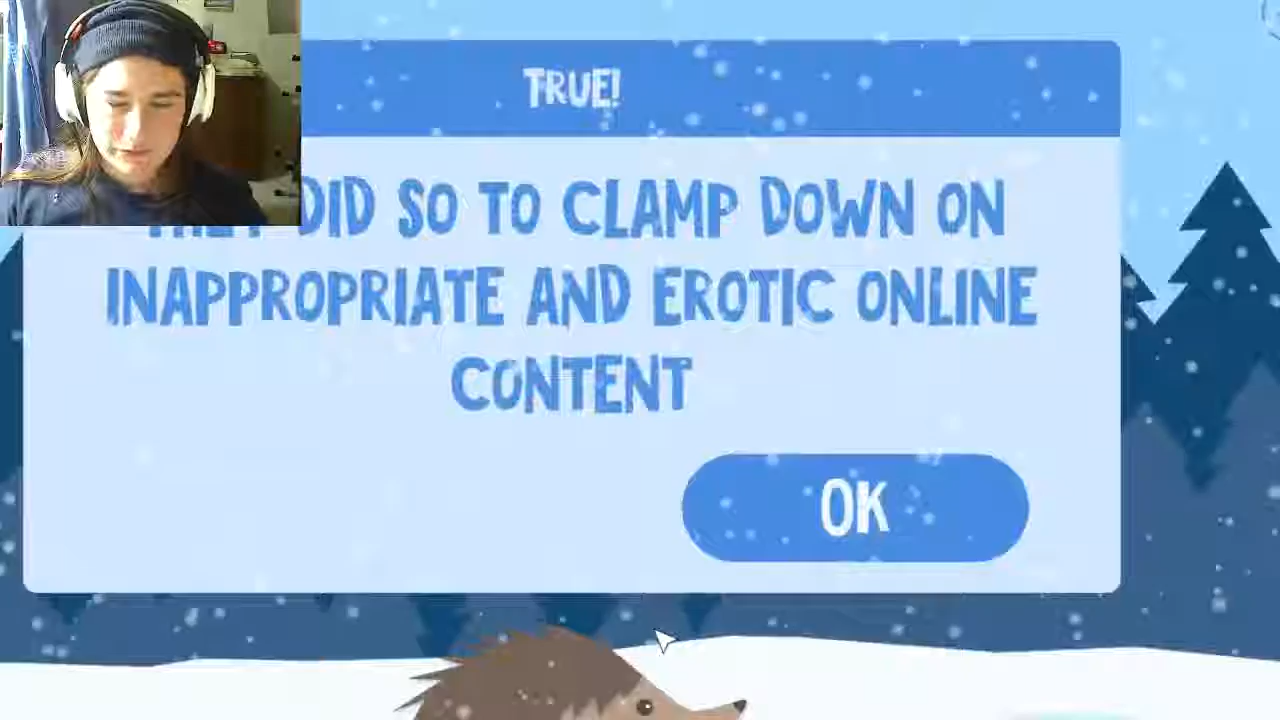 TRUE!
DID SO TO CLAMP DOWN ON
INAPPROPRIATE AND EROTIC ONLINE
CONTENT
OK